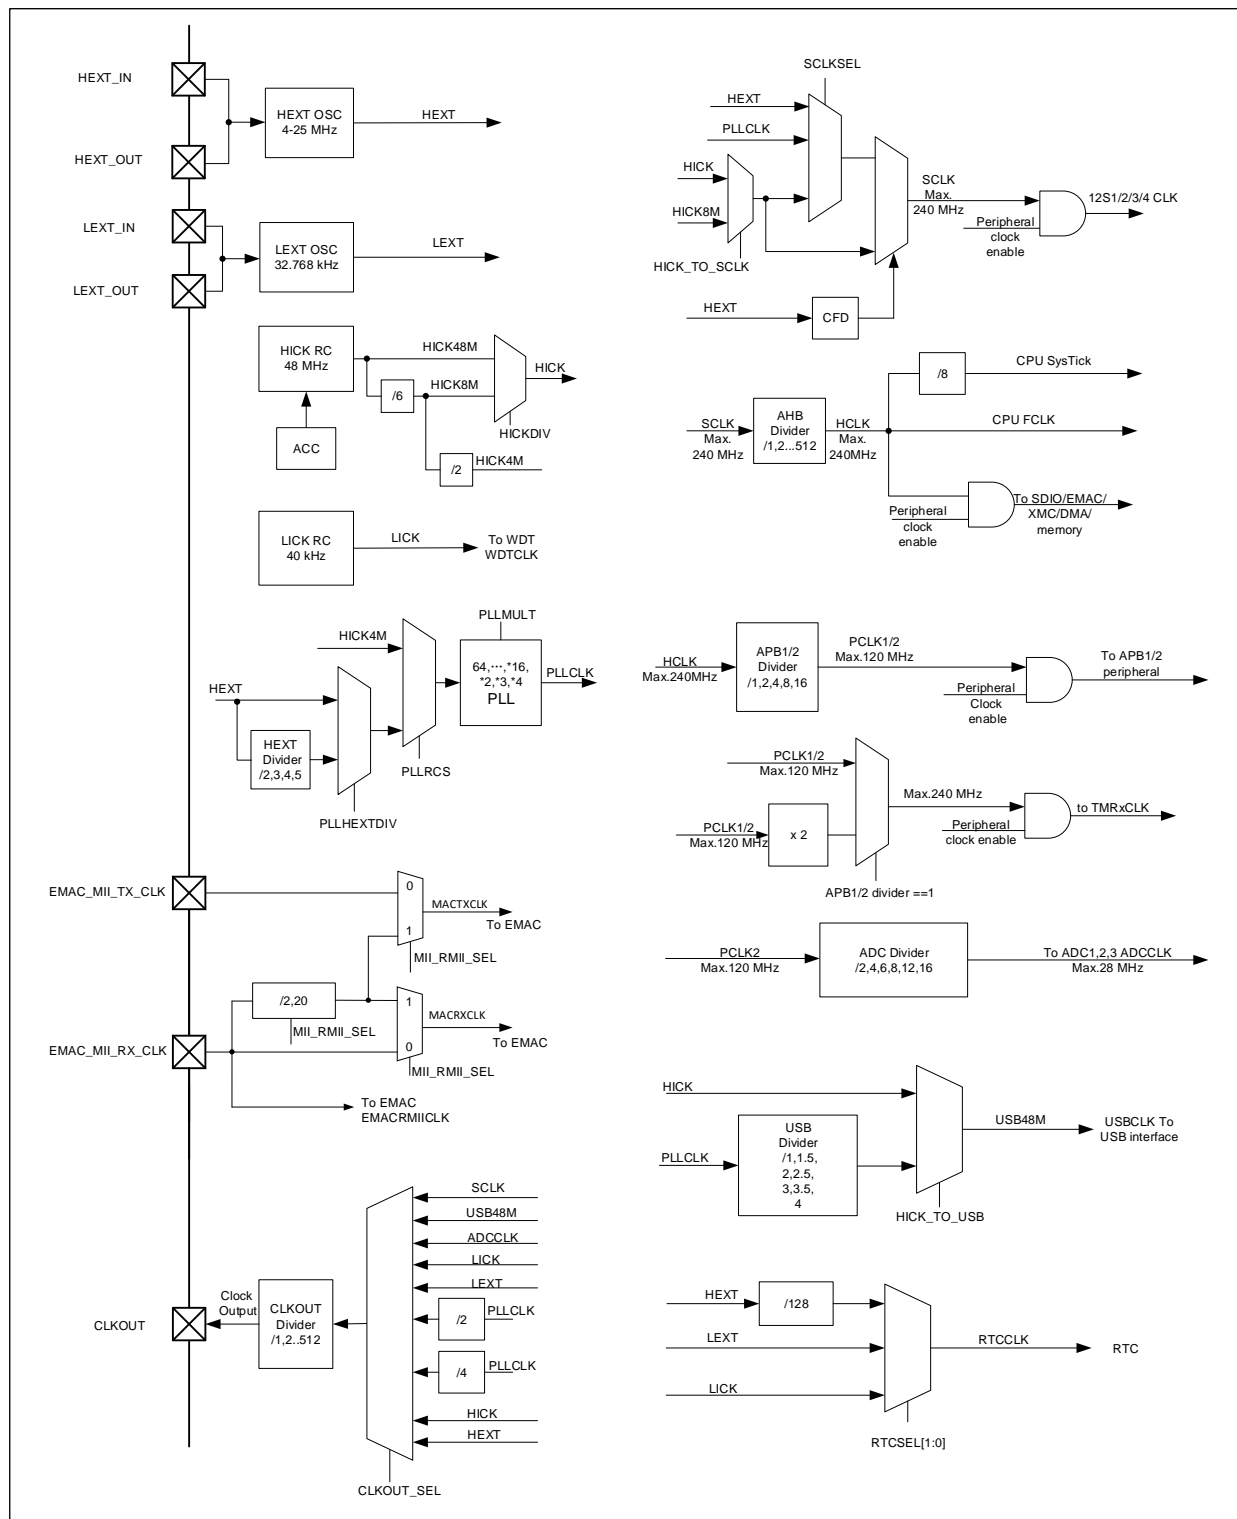 HEXT_IN
HEXT_OUT
HEXT OSC
4-25 MHz
HEXT
LEXT_IN
LEXT_OUT
LEXT OSC
32.768 kHz
LEXT
HICK RC
48 MHz
ACC
HICK48M
/6
HICK8M
HICK
HICKDIV
/2
HICK4M
LICK RC
40 kHz
LICK
To WDT
WDTCLK
HICK4M
HEXT
HEXT
Divider
/2,3,4,5
PLLHEXTDIV
PLLRCS
PLLMULT
64,···,*16,
*2,*3,*4
PLL
PLLCLK
EMAC_MII_TX_CLK
0
1
MACTXCLK
To EMAC
MII_RMII_SEL
/2,20
MII_RMII_SEL
EMAC_MII_RX_CLK
1
0
MACRXCLK
To EMAC
MII_RMII_SEL
To EMAC
EMACRMIICLK
CLKOUT
Clock
Output
CLKOUT
Divider
/1,2..512
SCLK
USB48M
ADCCLK
LICK
LEXT
/2
PLLCLK
/4
PLLCLK
HICK
HEXT
CLKOUT_SEL
SCLKSEL
HEXT
PLLCLK
HICK
HICK8M
HICK_TO_SCLK
SCLK
Max.
240 MHz
Peripheral
clock
enable
12S1/2/3/4 CLK
HEXT
CFD
/8
CPU SysTick
SCLK
Max.
240 MHz
AHB
Divider
/1,2...512
HCLK
Max.
240MHz
CPU FCLK
Peripheral
clock
enable
To SDIO/EMAC/
XMC/DMA/
memory
HCLK
Max.240MHz
APB1/2
Divider
/1,2,4,8,16
PCLK1/2
Max.120 MHz
Peripheral
Clock
enable
To APB1/2
peripheral
PCLK1/2
Max.120 MHz
PCLK1/2
Max.120 MHz
x 2
APB1/2 divider ==1
Max.240 MHz
Peripheral
clock enable
to TMRxCLK
PCLK2
Max.120 MHz
ADC Divider
/2,4,6,8,12,16
To ADC1,2,3 ADCCLK
Max.28 MHz
HICK
PLLCLK
USB
Divider
/1,1.5,
2,2.5,
3,3.5,
4
HICK_TO_USB
USB48M
USBCLK To
USB interface
HEXT
/128
LEXT
LICK
RTCSEL[1:0]
RTCCLK
RTC